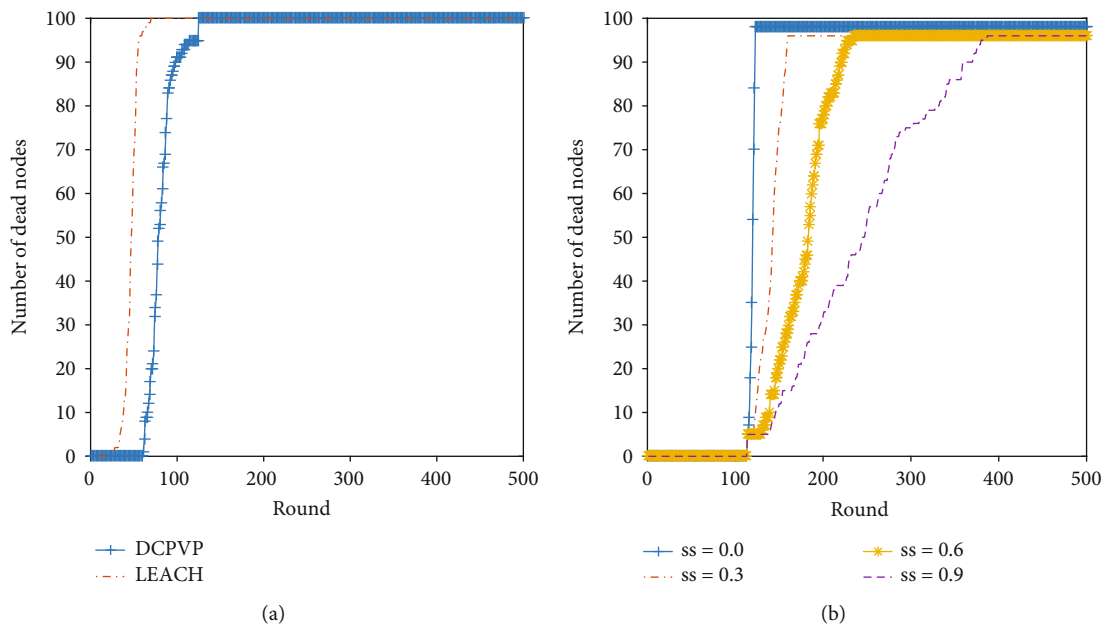 Number of dead nodes
100
90
80
70
60
50
40
30
20
10
0
0 100 200 300 400 500
Round
DCPVP
LEACH
(a)
Number of dead nodes
100
90
80
70
60
50
40
30
20
10
0
0 100 200 300 400 500
Round
ss = 0.0 ss = 0.6
ss = 0.3 ss = 0.9
(b)